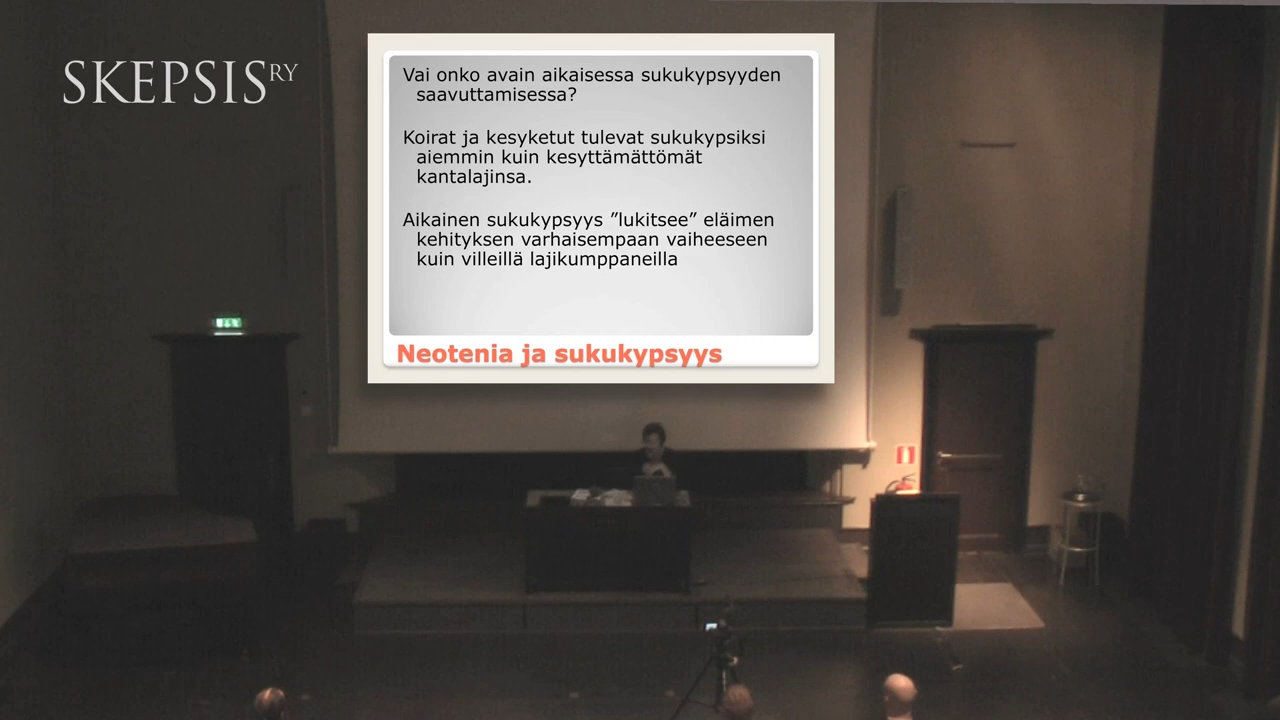 SKEPSIS RY
Vai onko avain aikaisessa sukukypsyyden
saavuttamisessa?
Koirat ja kesyketut tulevat sukukypsiksi
aiemmin kuin kesyttämättömät
kantalajinsa.
Aikainen sukukypsyys ”lukitsee” eläimen
kehityksen varhaisempaan vaiheeseen
kuin villeillä lajikumppaneilla
Neotenia ja sukukypsyys